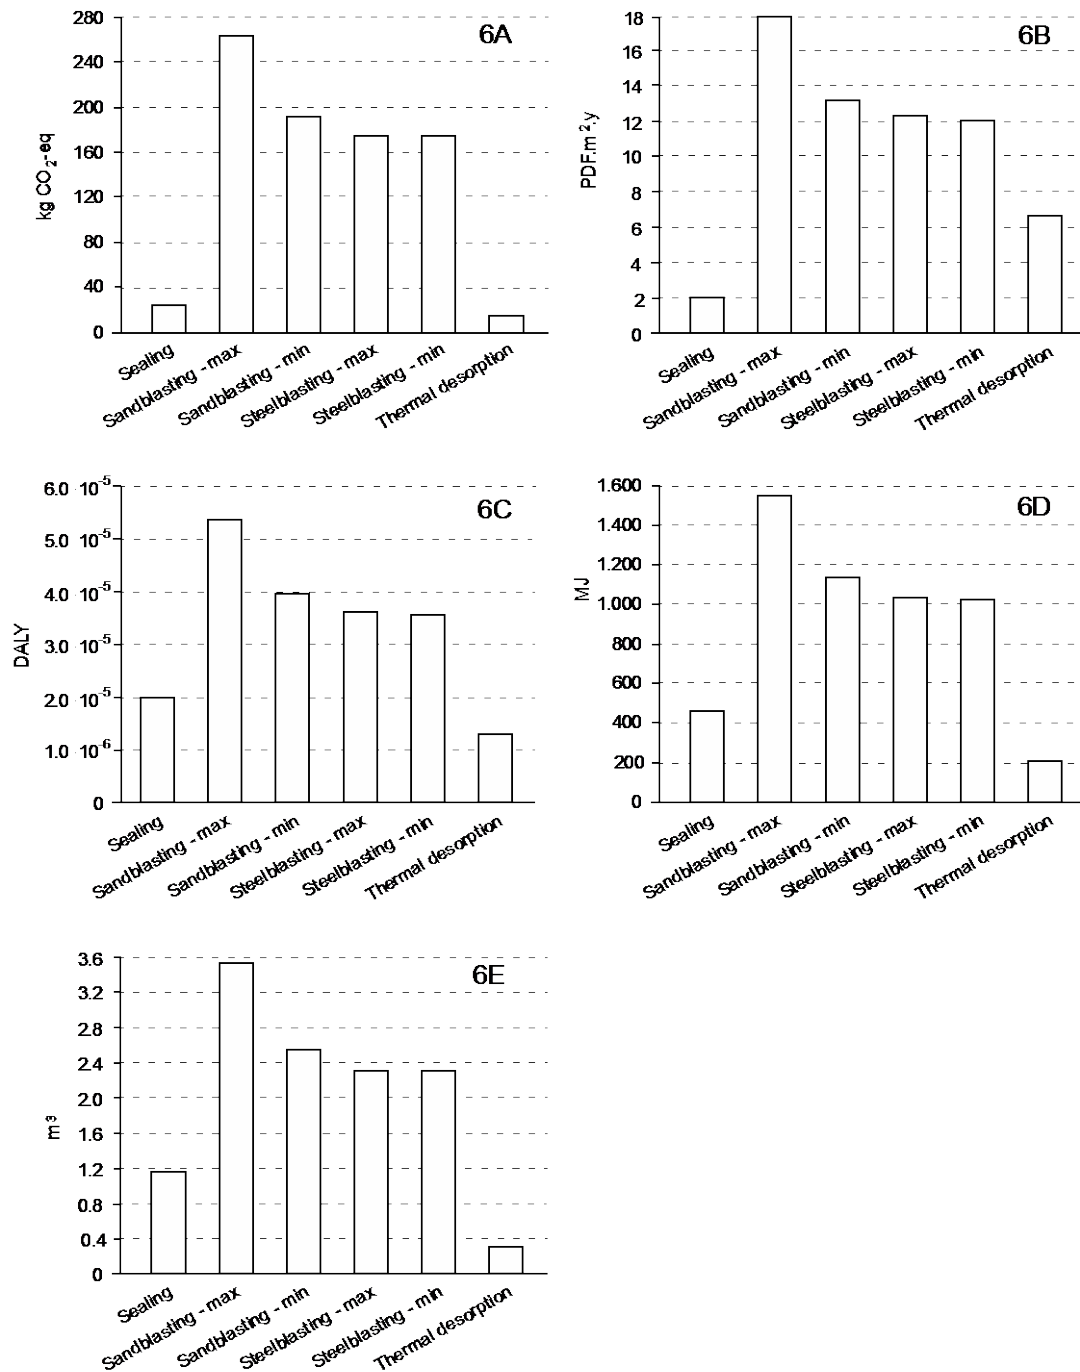 6A
kg CO₂-eq
280
240
200
160
120
80
40
0
Sealing
Sandblasting - max
Sandblasting - min
Steelblasting - max
Steelblasting - min
Thermal desorption
6B
PDF.m².y
18
16
14
12
10
8
6
4
2
0
Sealing
Sandblasting - max
Sandblasting - min
Steelblasting - max
Steelblasting - min
Thermal desorption
6C
DALY
6.0 10⁻⁵
5.0 10⁻⁵
4.0 10⁻⁵
3.0 10⁻⁵
2.0 10⁻⁵
1.0 10⁻⁶
0
Sealing
Sandblasting - max
Sandblasting - min
Steelblasting - max
Steelblasting - min
Thermal desorption
6D
MJ
1.600
1.400
1.200
1.000
800
600
400
200
0
Sealing
Sandblasting - max
Sandblasting - min
Steelblasting - max
Steelblasting - min
Thermal desorption
6E
m³
3.6
3.2
2.8
2.4
2.0
1.6
1.2
0.8
0.4
0
Sealing
Sandblasting - max
Sandblasting - min
Steelblasting - max
Steelblasting - min
Thermal desorption